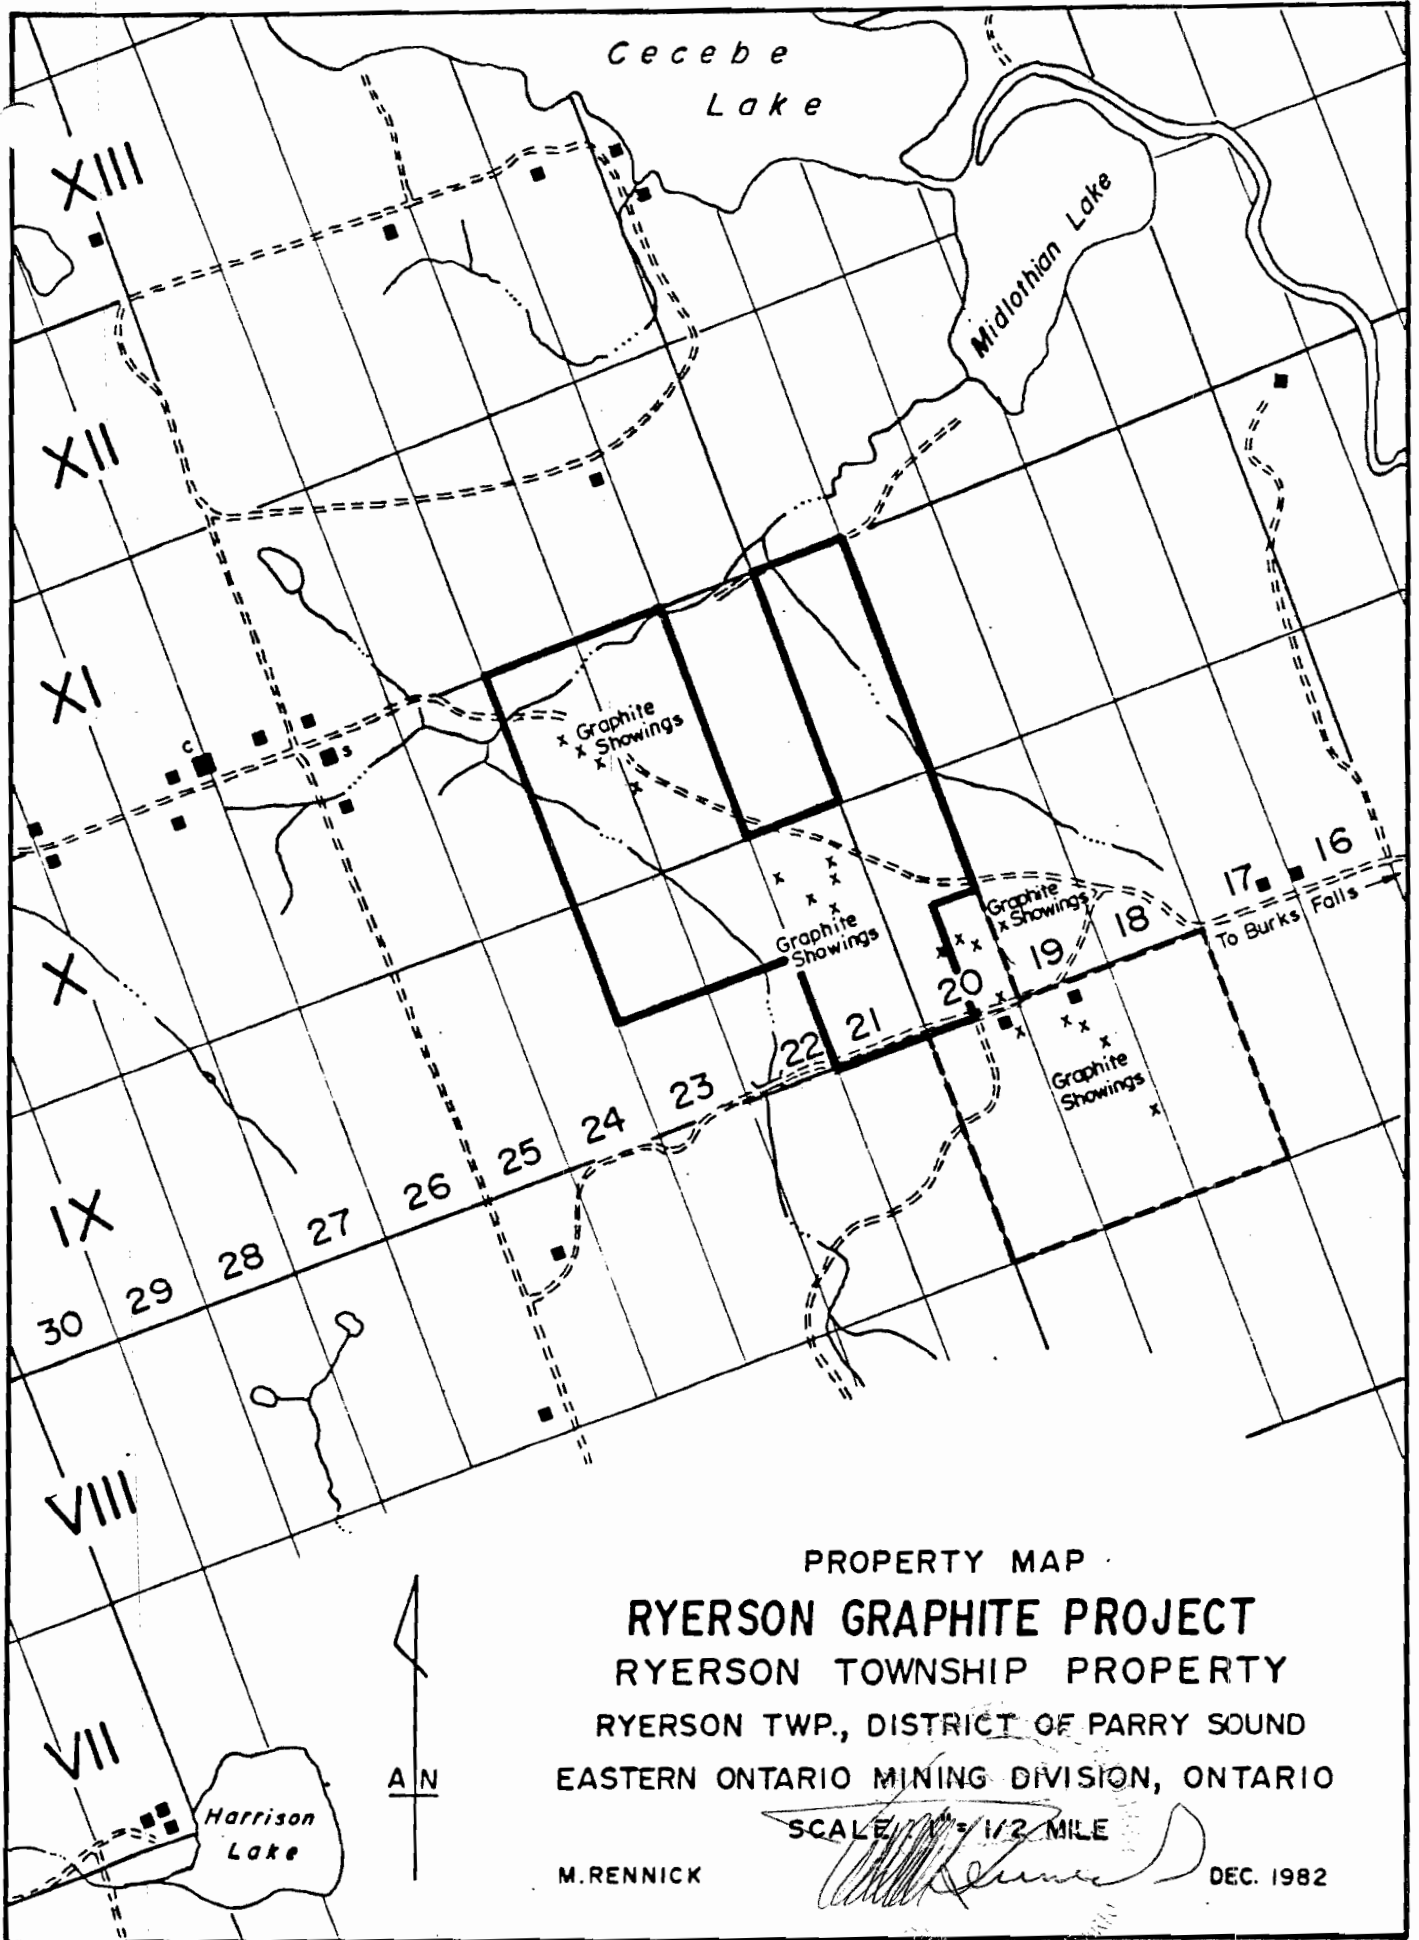 Cecebe
Lake
XIII
Midlothian Lake
XII
XI
Graphite
Showings
C
S
16
17
To Burks Falls
Graphite
Showings
18
19
Graphite
Showings
X
20
21
22
23
24
25
26
27
28
29
30
Graphite
Showings
IX
VIII
VII
Harrison
Lake
A N
PROPERTY MAP
RYERSON GRAPHITE PROJECT
RYERSON TOWNSHIP PROPERTY
RYERSON TWP., DISTRICT OF PARRY SOUND
EASTERN ONTARIO MINING DIVISION, ONTARIO
SCALE: 1" = 1/2 MILE
M. RENNICK
DEC. 1982